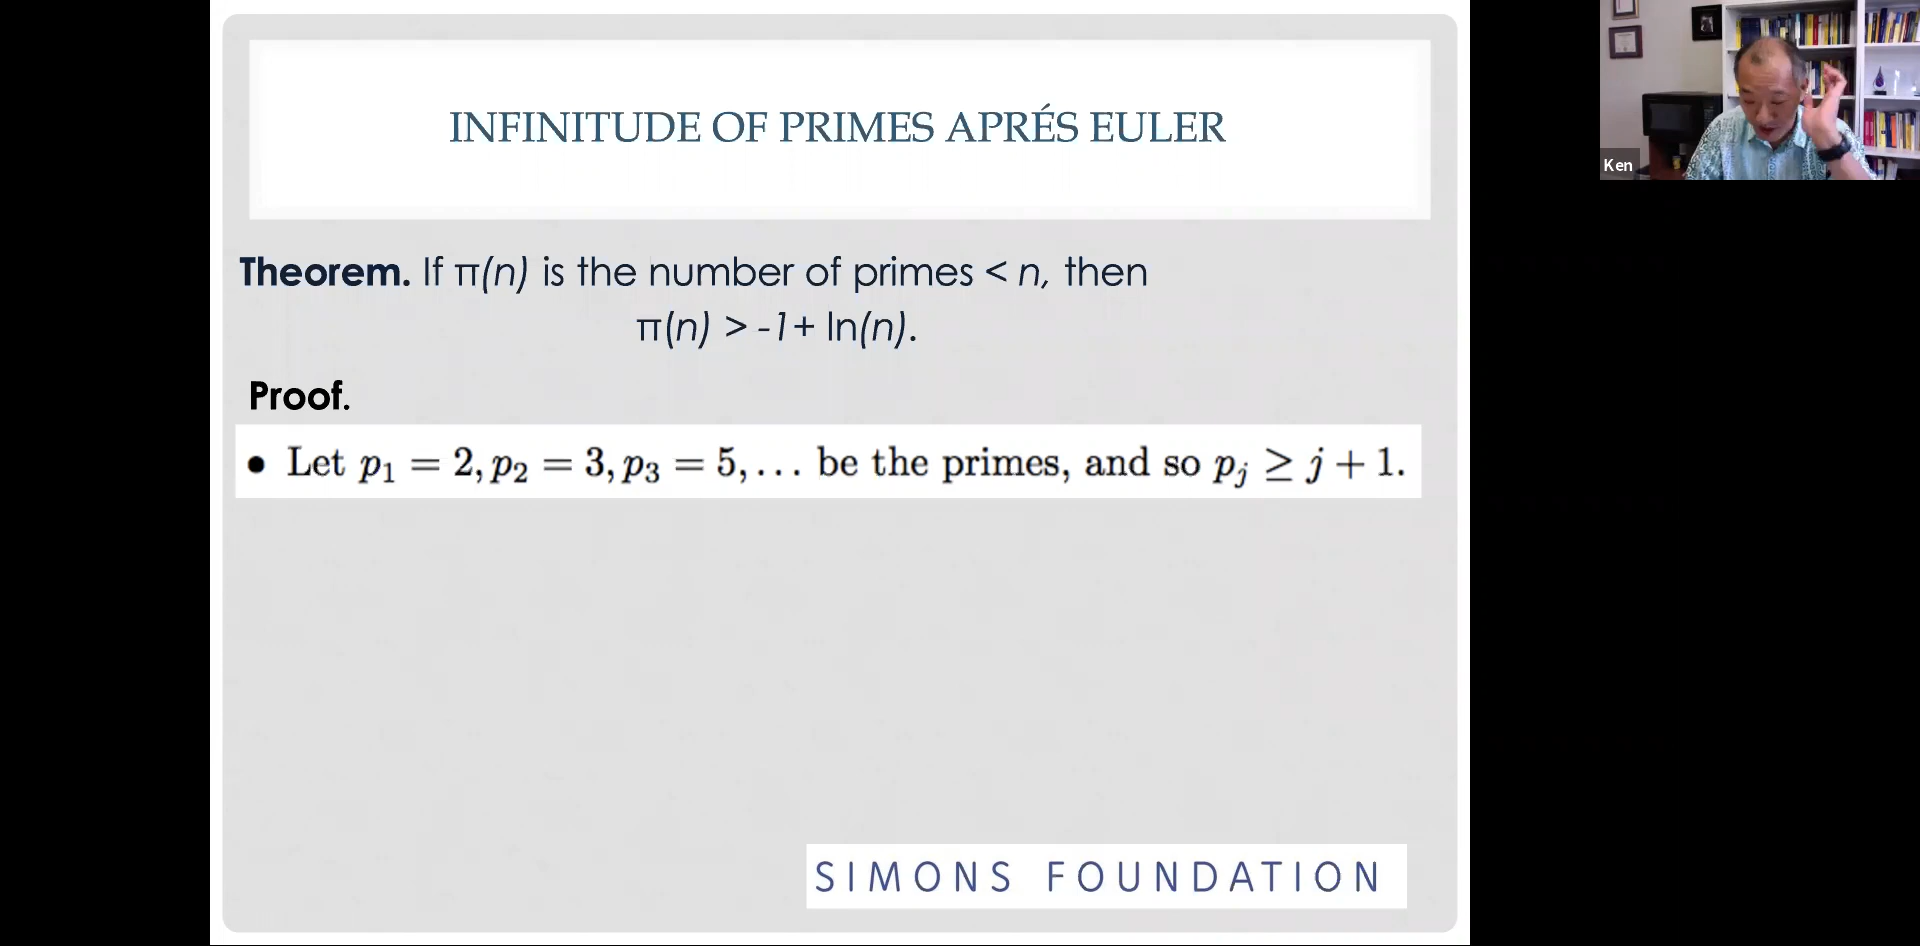 INFINITUDE OF PRIMES APRÉS EULER
Ken
Theorem. If π(n) is the number of primes < n, then
π(n) > -1+ ln(n).
Proof.
• Let p₁ = 2, p₂ = 3, p₃ = 5, . . . be the primes, and so pⱼ ≥ j + 1.
SIMONS FOUNDATION